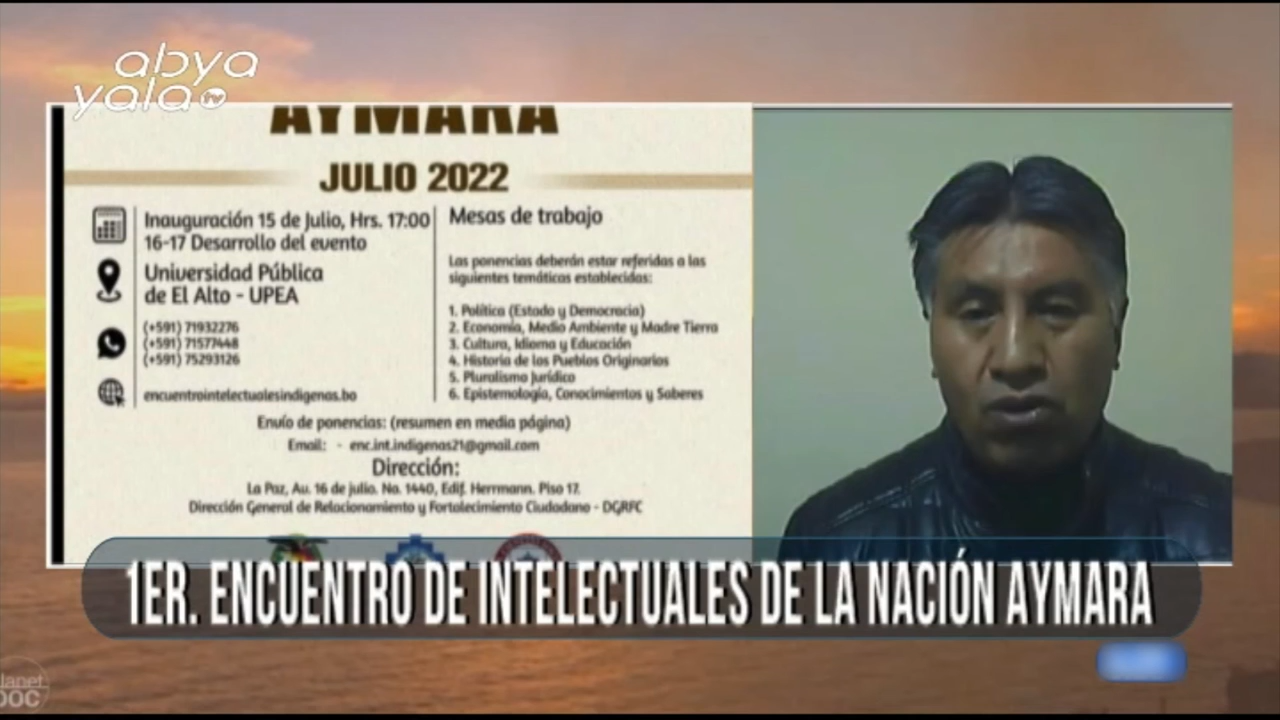 abya
yala tv
AYMARA
JULIO 2022
Inauguración 15 de Julio, Hrs. 17:00
16-17 Desarrollo del evento
Universidad Pública
de El Alto - UPEA
(+591) 71932276
(+591) 71577448
(+591) 75293126
encuentrointelectualesindigenas.bo
Mesas de trabajo
Las ponencias deberán estar referidas a las
siguientes temáticas establecidas:
1. Política (Estado y Democracia)
2. Economía, Medio Ambiente y Madre Tierra
3. Cultura, Idioma y Educación
4. Historia de los Pueblos Originarios
5. Pluralismo Jurídico
6. Epistemología, Conocimientos y Saberes
Envío de ponencias: (resumen en media página)
Email: - enc.int.indigenas21@gmail.com
Dirección:
La Paz, Av. 16 de julio. No. 1440, Edif. Herrmann. Piso 17.
Dirección General de Relacionamiento y Fortalecimiento Ciudadano - DGRFC
1ER. ENCUENTRO DE INTELECTUALES DE LA NACIÓN AYMARA
lanet
DOC